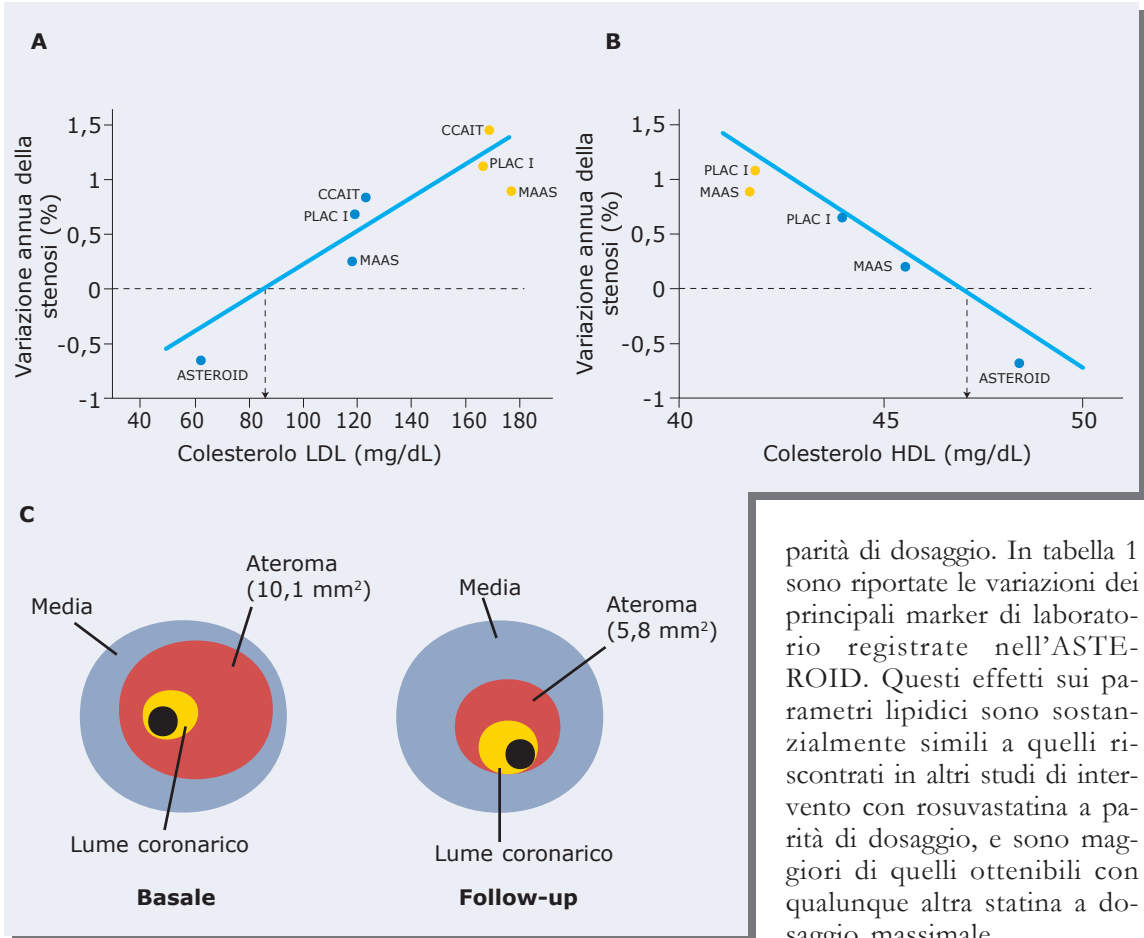 A
Variazione annua della
stenosi (%)
1,5
1
0,5
0
-0,5
-1
CCAIT
PLAC I
MAAS
CCAIT
PLAC I
MAAS
ASTEROID
40 60 80 100 120 140 160 180
Colesterolo LDL (mg/dL)
B
Variazione annua della
stenosi (%)
1,5
1
0,5
0
-0,5
-1
PLAC I
MAAS
PLAC I
MAAS
ASTEROID
40 45 50
Colesterolo HDL (mg/dL)
C
Media
Ateroma
(10,1 mm²)
Lume coronarico
Basale
Media
Ateroma
(5,8 mm²)
Lume coronarico
Follow-up
parità di dosaggio. In tabella 1
sono riportate le variazioni dei
principali marker di laborato-
rio registrate nell'ASTE-
ROID. Questi effetti sui pa-
rametri lipidici sono sostan-
zialmente simili a quelli ri-
scontrati in altri studi di inter-
vento con rosuvastatina a pa-
rità di dosaggio, e sono mag-
giori di quelli ottenibili con
qualunque altra statina a do-
saggio massimale